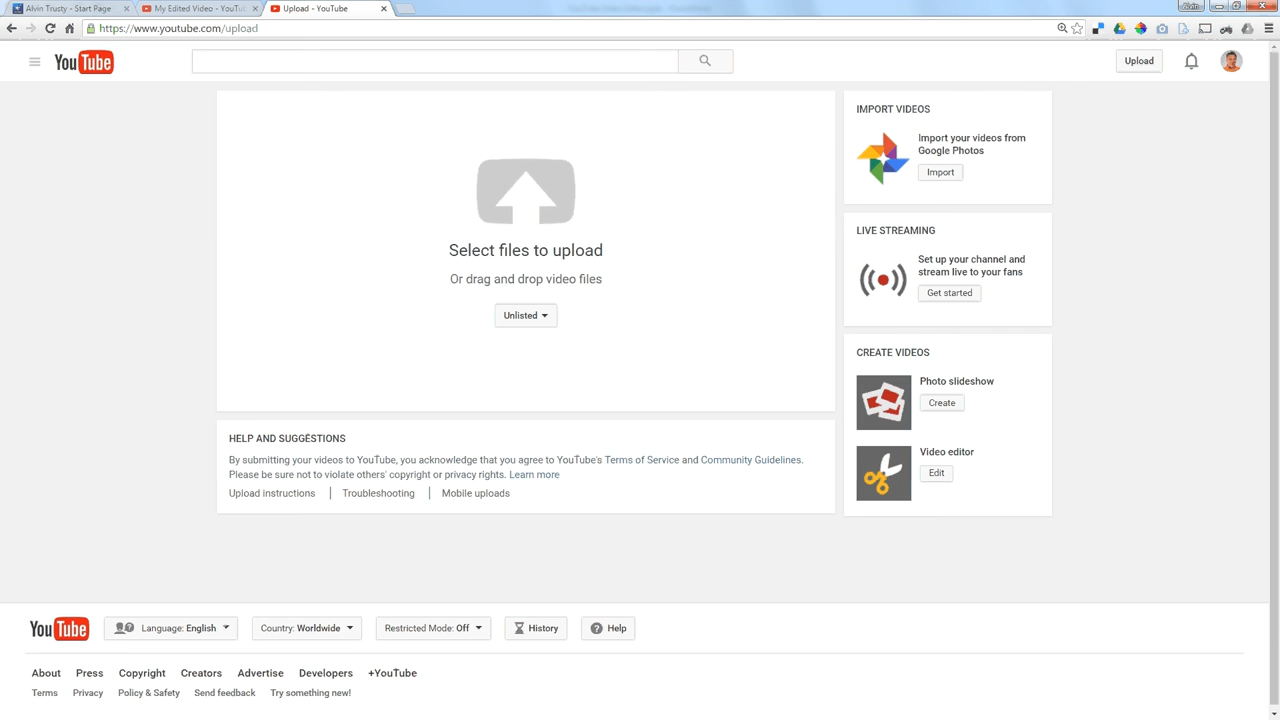 Alvin Trusty - Start Page
My Edited Video - YouTu
Upload - YouTube
Alvin
https://www.youtube.com/upload
YouTube
Upload
Select files to upload
Or drag and drop video files
Unlisted
IMPORT VIDEOS
Import your videos from
Google Photos
Import
LIVE STREAMING
Set up your channel and
stream live to your fans
Get started
CREATE VIDEOS
Photo slideshow
Create
Video editor
Edit
HELP AND SUGGESTIONS
By submitting your videos to YouTube, you acknowledge that you agree to YouTube's Terms of Service and Community Guidelines.
Please be sure not to violate others' copyright or privacy rights. Learn more
Upload instructions | Troubleshooting | Mobile uploads
YouTube Language: English Country: Worldwide Restricted Mode: Off History Help
About Press Copyright Creators Advertise Developers +YouTube
Terms Privacy Policy & Safety Send feedback Try something new!